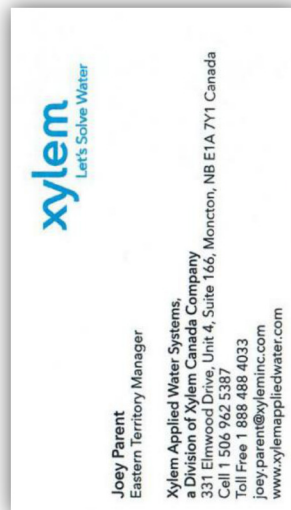 xylem
Let's Solve Water
Joey Parent
Eastern Territory Manager
Xylem Applied Water Systems,
a Division of Xylem Canada Company
331 Elmwood Drive, Unit 4, Suite 166, Moncton, NB E1A 7Y1 Canada
Cell 1 506 962 5387
Toll Free 1 888 488 4033
joey.parent@xyleminc.com
www.xylemappliedwater.com